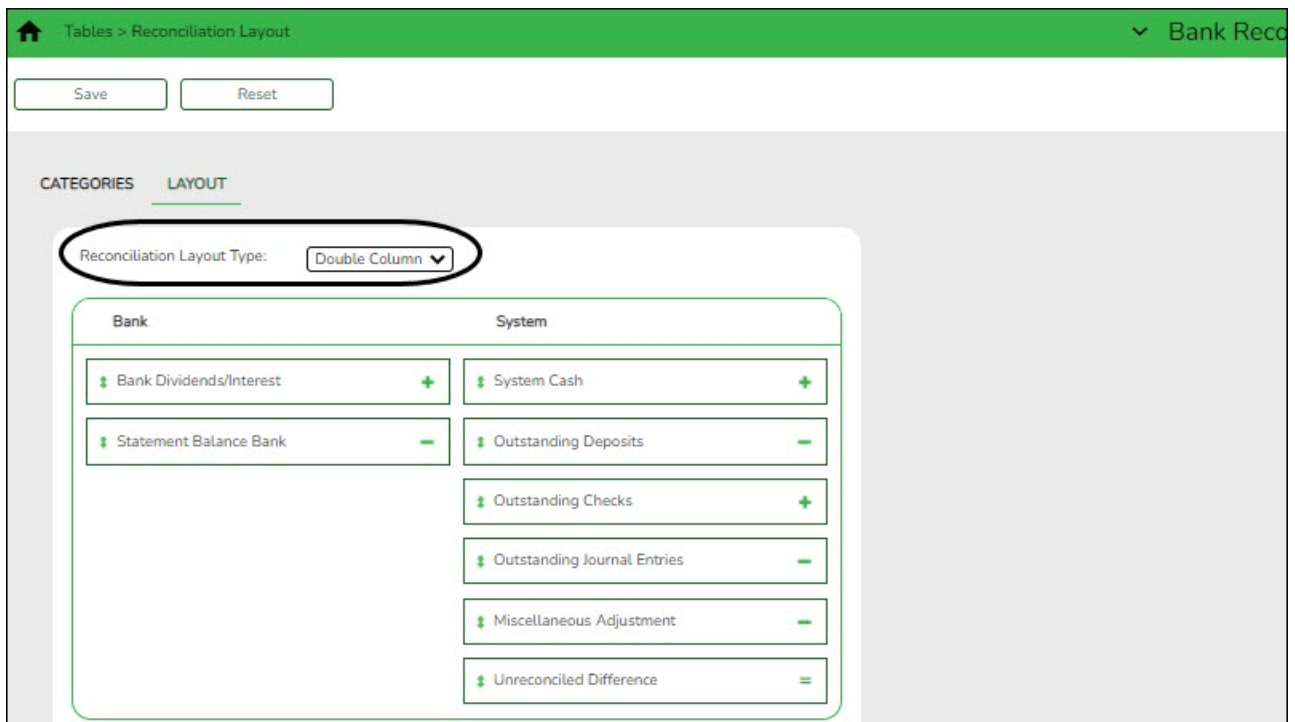 Tables > Reconciliation Layout
Bank Reco
Save Reset
CATEGORIES LAYOUT
Reconciliation Layout Type: Double Column
Bank System
Bank Dividends/Interest + System Cash +
Statement Balance Bank − Outstanding Deposits −
Outstanding Checks +
Outstanding Journal Entries −
Miscellaneous Adjustment −
Unreconciled Difference =